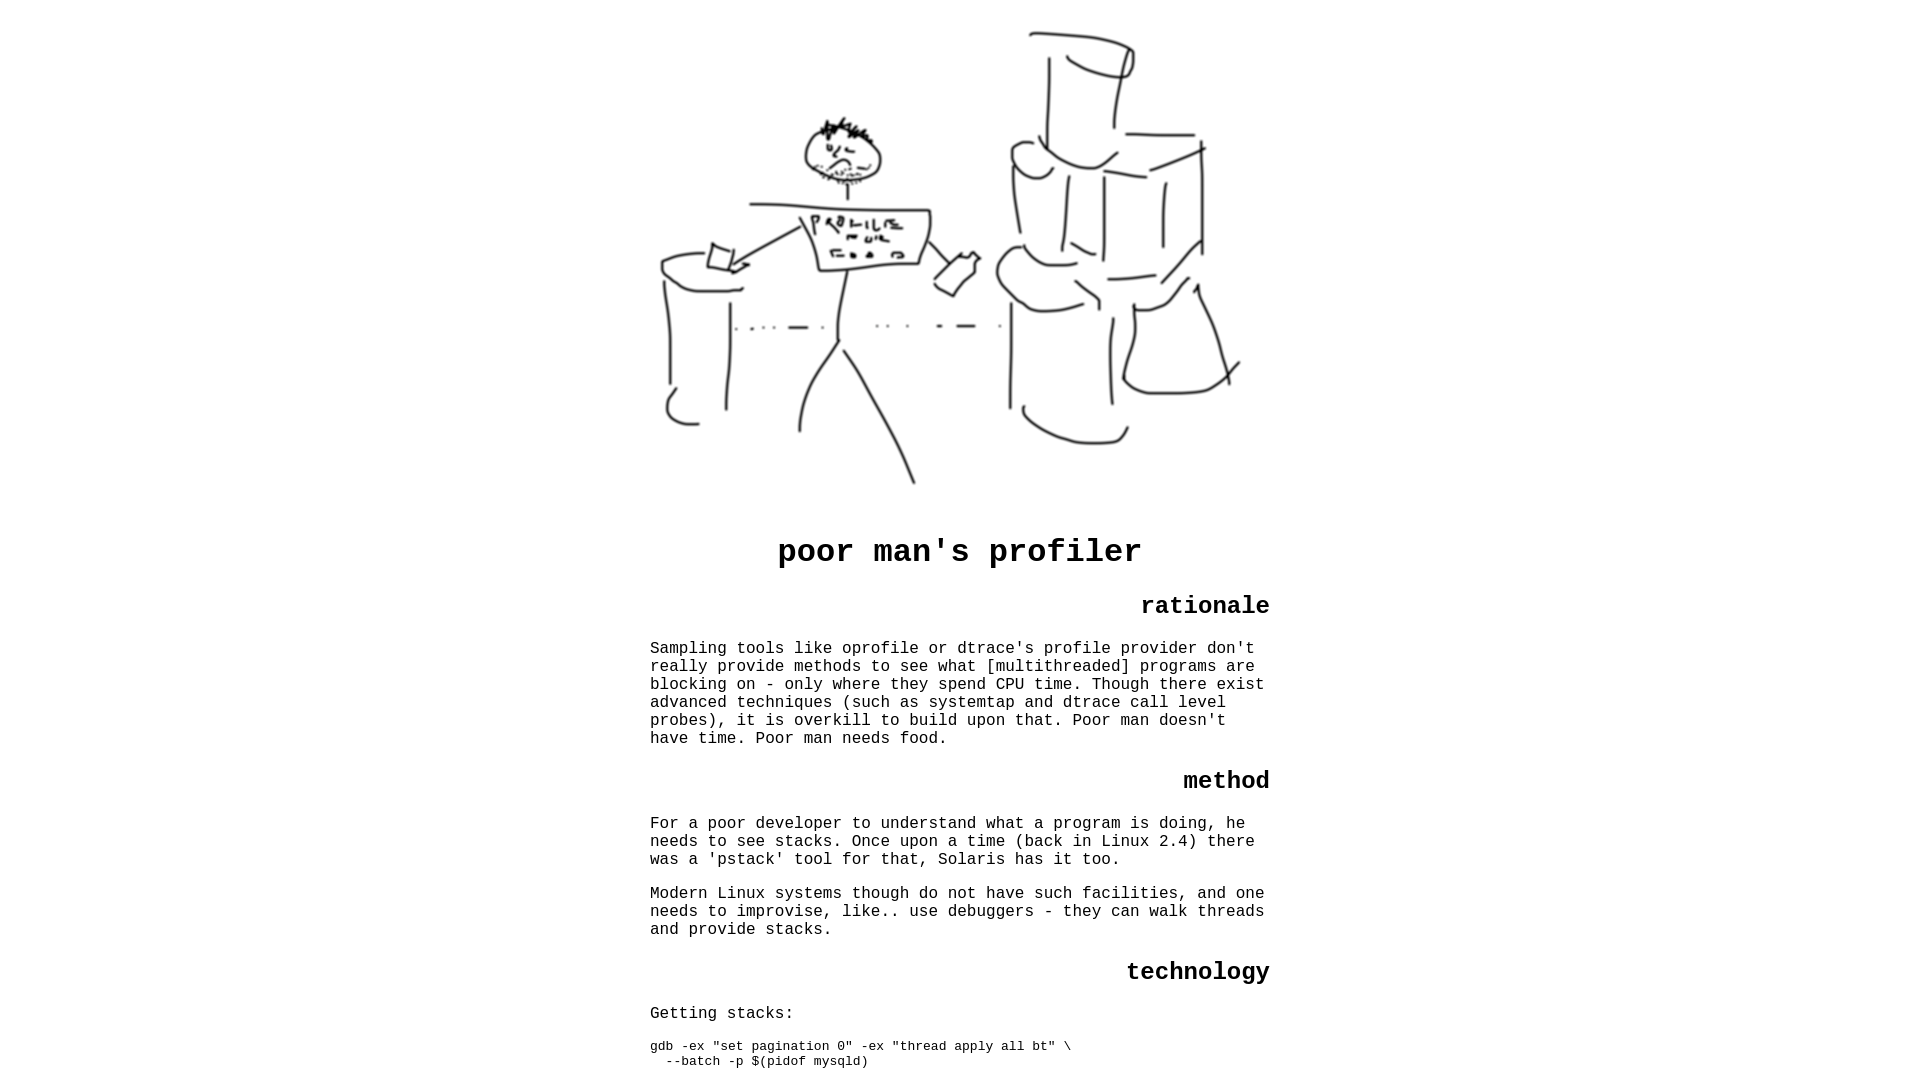 PROFILE
FOR
FOOD
poor man's profiler
rationale
Sampling tools like oprofile or dtrace's profile provider don't
really provide methods to see what [multithreaded] programs are
blocking on - only where they spend CPU time. Though there exist
advanced techniques (such as systemtap and dtrace call level
probes), it is overkill to build upon that. Poor man doesn't
have time. Poor man needs food.
method
For a poor developer to understand what a program is doing, he
needs to see stacks. Once upon a time (back in Linux 2.4) there
was a 'pstack' tool for that, Solaris has it too.
Modern Linux systems though do not have such facilities, and one
needs to improvise, like.. use debuggers - they can walk threads
and provide stacks.
technology
Getting stacks:
gdb -ex "set pagination 0" -ex "thread apply all bt" \
  --batch -p $(pidof mysqld)